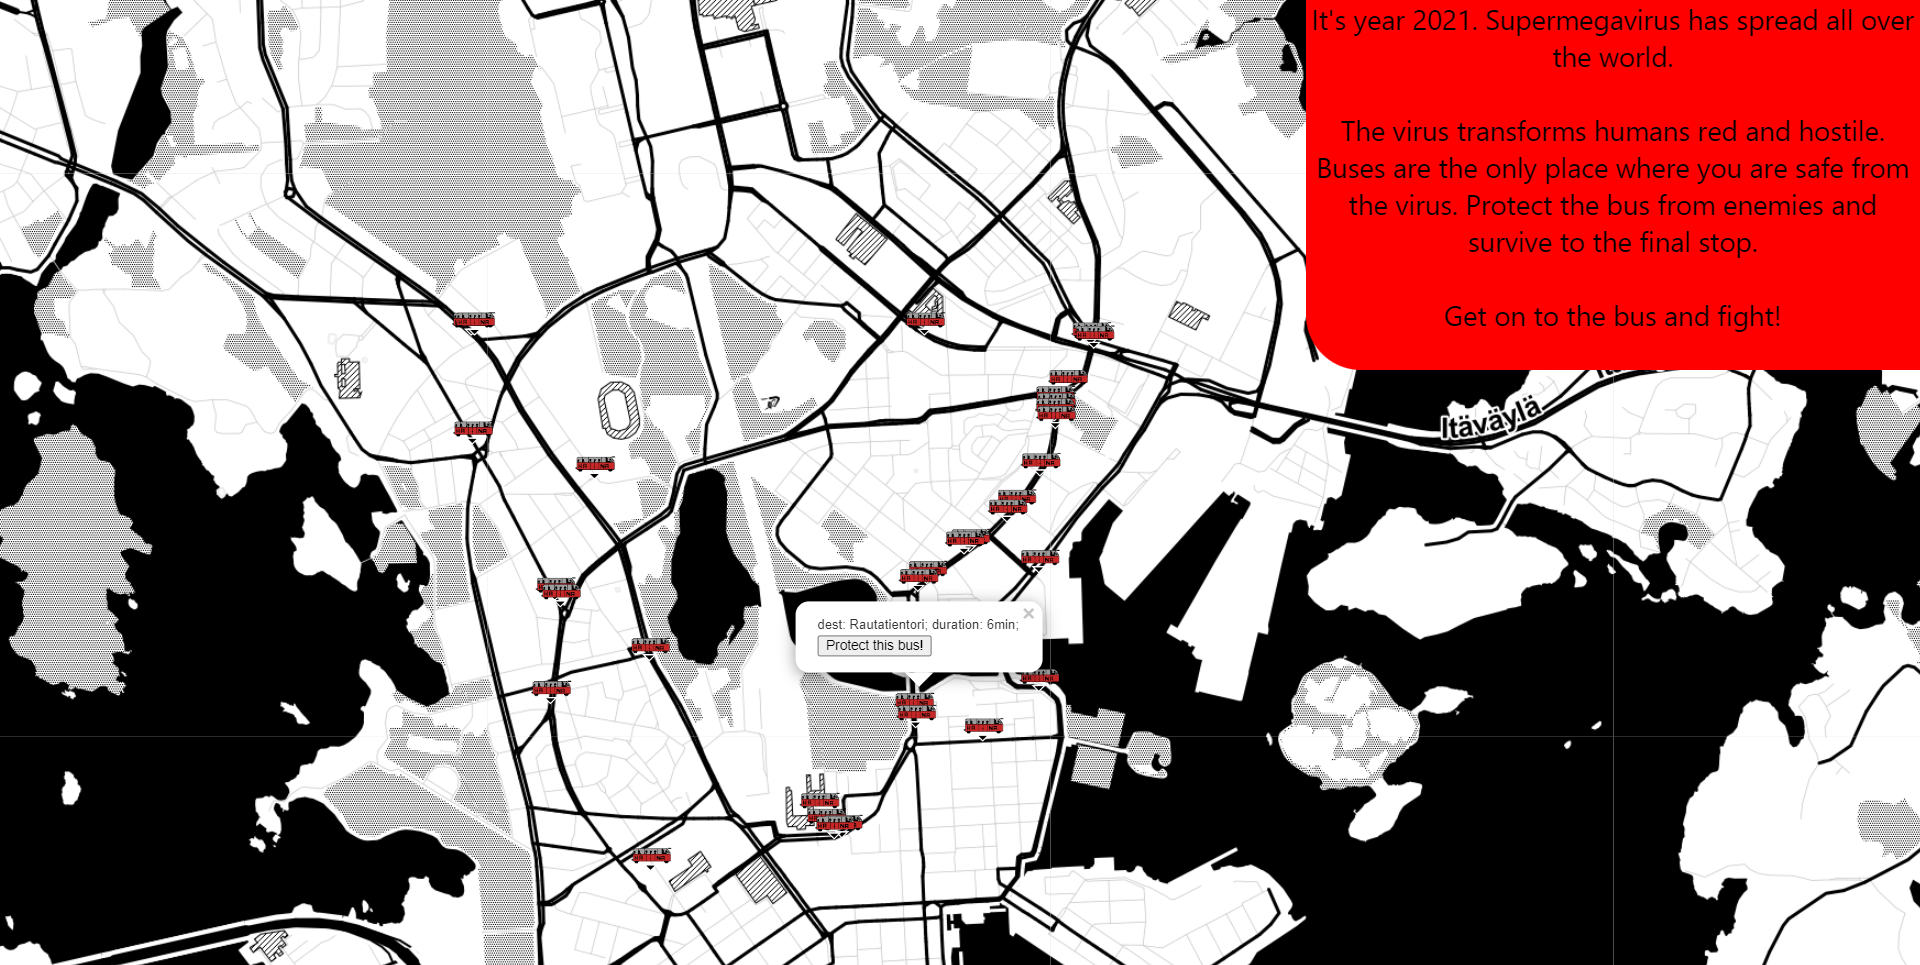 It's year 2021. Supermegavirus has spread all over
the world.
The virus transforms humans red and hostile.
Buses are the only place where you are safe from
the virus. Protect the bus from enemies and
survive to the final stop.
Get on to the bus and fight!
Itäväylä
dest: Rautatientori; duration: 6min;
×
Protect this bus!